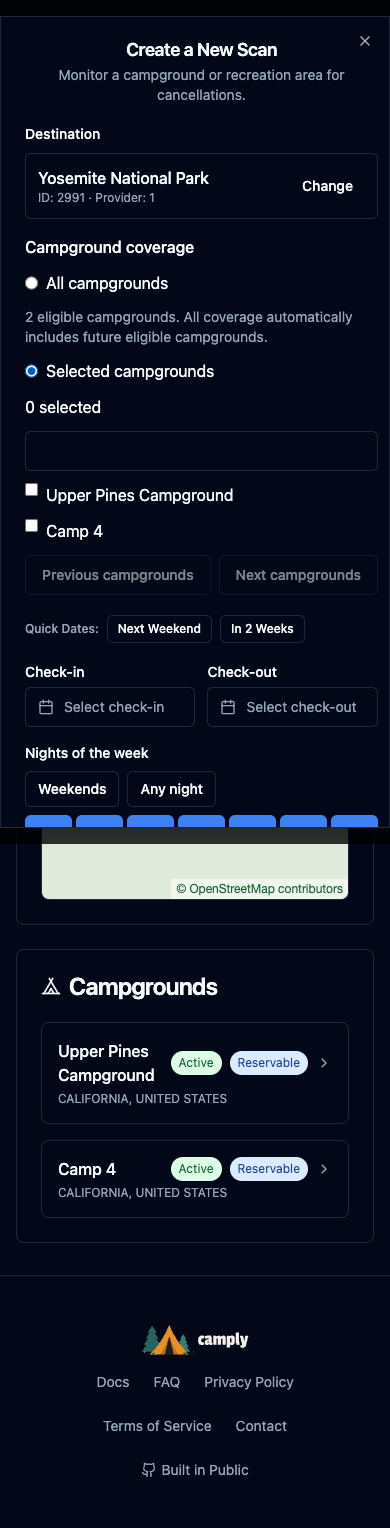 Create a New Scan
Monitor a campground or recreation area for
cancellations.
Destination
Yosemite National Park
ID: 2991 · Provider: 1
Change
Campground coverage
All campgrounds
2 eligible campgrounds. All coverage automatically
includes future eligible campgrounds.
Selected campgrounds
0 selected
Upper Pines Campground
Camp 4
Previous campgrounds
Next campgrounds
Quick Dates:
Next Weekend
In 2 Weeks
Check-in
Check-out
Select check-in
Select check-out
Nights of the week
Weekends
Any night
© OpenStreetMap contributors
Campgrounds
Upper Pines
Campground
Active
Reservable
CALIFORNIA, UNITED STATES
Camp 4
Active
Reservable
CALIFORNIA, UNITED STATES
camply
Docs
FAQ
Privacy Policy
Terms of Service
Contact
Built in Public